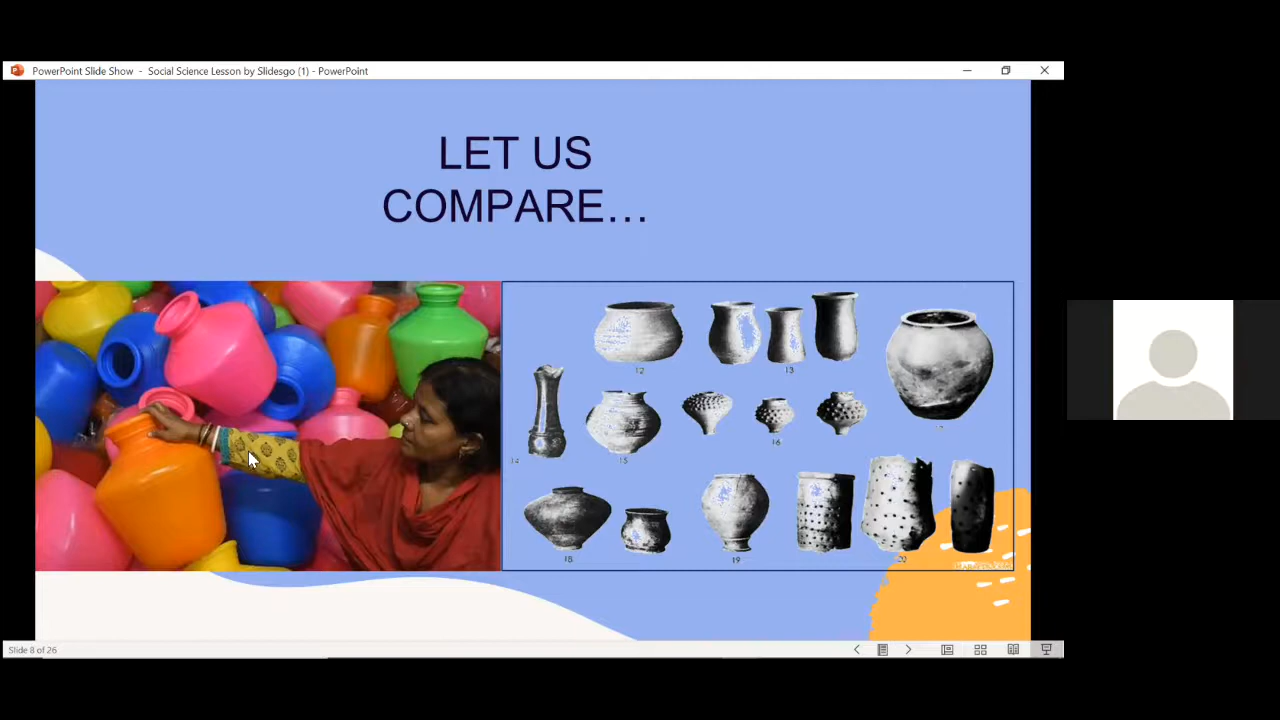 PowerPoint Slide Show - Social Science Lesson by Slidesgo (1) - PowerPoint
LET US
COMPARE...
12
13
14
15
16
18
19
20
Slide 8 of 26